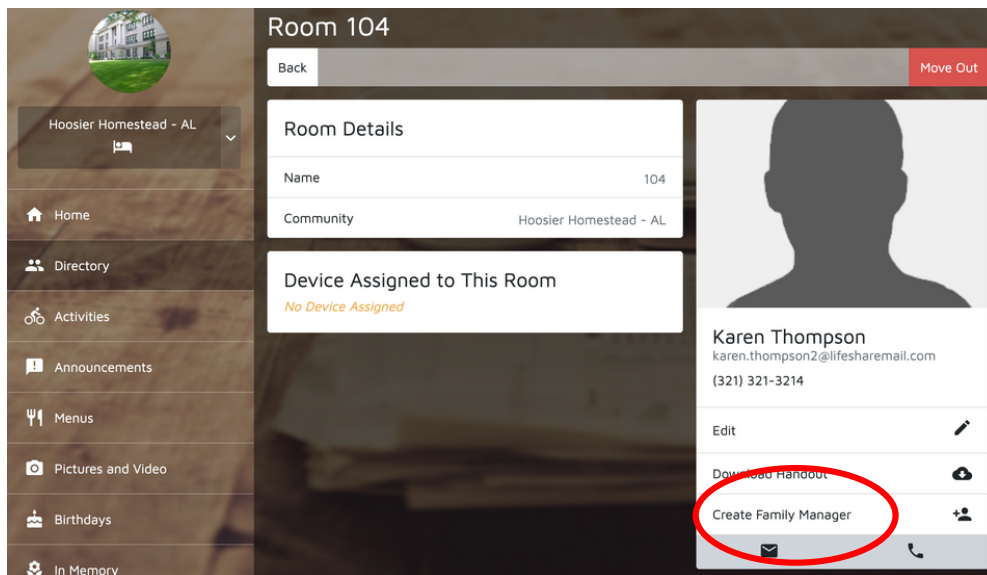 Room 104
Back
Move Out
Hoosier Homestead - AL
Home
Directory
Activities
Announcements
Menus
Pictures and Video
Birthdays
In Memory
Room Details
Name 104
Community Hoosier Homestead - AL
Device Assigned to This Room
No Device Assigned
Karen Thompson
karen.thompson2@lifesharemail.com
(321) 321-3214
Edit
Download Handout
Create Family Manager